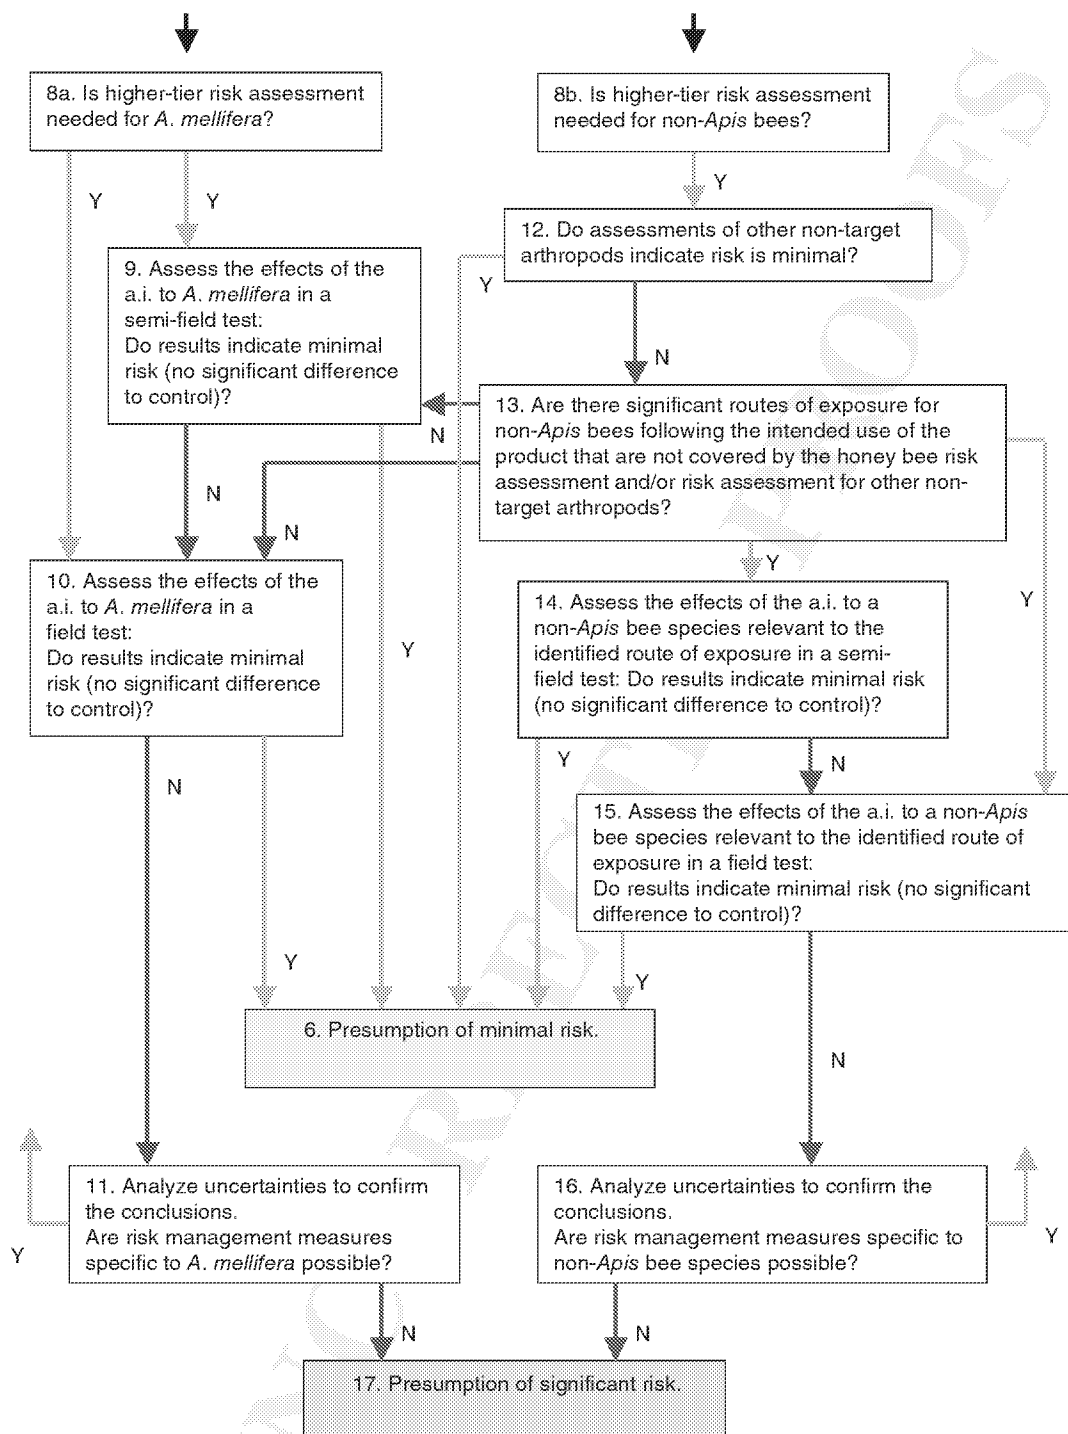 8a. Is higher-tier risk assessment
needed for A. mellifera?
8b. Is higher-tier risk assessment
needed for non-Apis bees?
Y
Y
Y
12. Do assessments of other non-target
arthropods indicate risk is minimal?
Y
9. Assess the effects of the
a.i. to A. mellifera in a
semi-field test:
Do results indicate minimal
risk (no significant difference
to control)?
N
13. Are there significant routes of exposure for
non-Apis bees following the intended use of the
product that are not covered by the honey bee risk
assessment and/or risk assessment for other non-
target arthropods?
N
N
N
Y
Y
10. Assess the effects of the
a.i. to A. mellifera in a
field test:
Do results indicate minimal
risk (no significant difference
to control)?
Y
14. Assess the effects of the a.i. to a
non-Apis bee species relevant to the
identified route of exposure in a semi-
field test: Do results indicate minimal risk
(no significant difference to control)?
N
Y
N
15. Assess the effects of the a.i. to a non-Apis
bee species relevant to the identified route of
exposure in a field test:
Do results indicate minimal risk (no significant
difference to control)?
Y
Y
6. Presumption of minimal risk.
N
11. Analyze uncertainties to confirm
the conclusions.
Are risk management measures
specific to A. mellifera possible?
Y
16. Analyze uncertainties to confirm the
conclusions.
Are risk management measures specific to
non-Apis bee species possible?
Y
N
N
17. Presumption of significant risk.